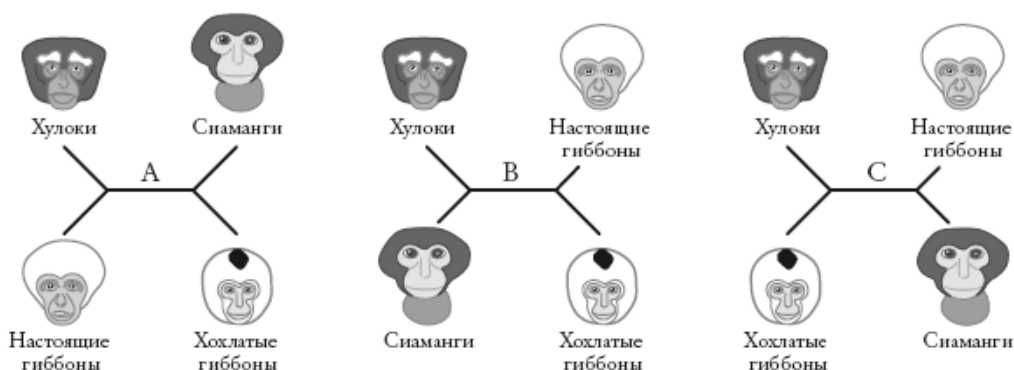 Хулоки
Сиаманги
A
Настоящие
гиббоны
Хохлатые
гиббоны
Хулоки
Настоящие
гиббоны
B
Сиаманги
Хохлатые
гиббоны
Хулоки
Настоящие
гиббоны
C
Хохлатые
гиббоны
Сиаманги